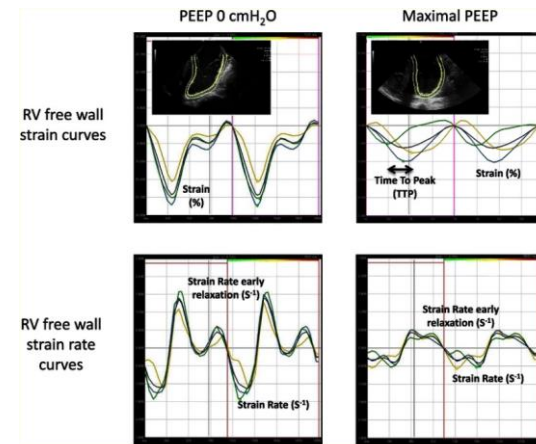 PEEP 0 cmH₂O
Maximal PEEP
RV free wall
strain curves
Strain
(%)
Time To Peak
(TTP)
Strain (%)
RV free wall
strain rate
curves
Strain Rate early
relaxation (S⁻¹)
Strain Rate (S⁻¹)
Strain Rate early
relaxation (S⁻¹)
Strain Rate (S⁻¹)